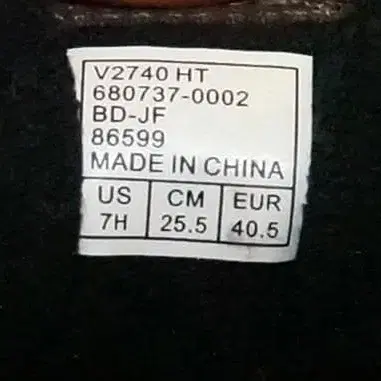 V2740 HT
680737-0002
BD-JF
86599
MADE IN CHINA
US CM EUR
7H 25.5 40.5